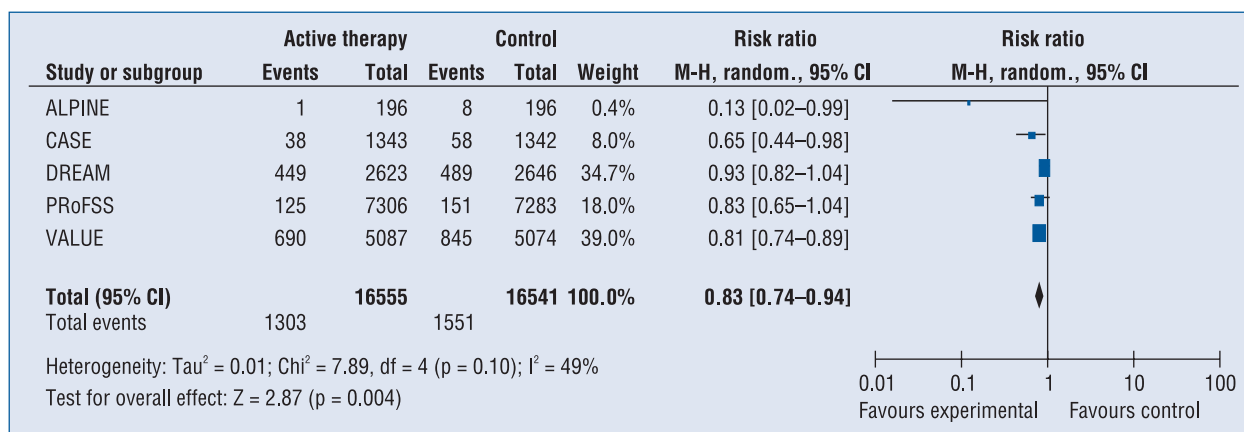 Active therapy Control Risk ratio Risk ratio
Study or subgroup Events Total Events Total Weight M-H, random., 95% CI M-H, random., 95% CI
ALPINE 1 196 8 196 0.4% 0.13 [0.02–0.99]
CASE 38 1343 58 1342 8.0% 0.65 [0.44–0.98]
DREAM 449 2623 489 2646 34.7% 0.93 [0.82–1.04]
PRoFSS 125 7306 151 7283 18.0% 0.83 [0.65–1.04]
VALUE 690 5087 845 5074 39.0% 0.81 [0.74–0.89]
Total (95% CI) 16555 16541 100.0% 0.83 [0.74–0.94]
Total events 1303 1551
Heterogeneity: Tau² = 0.01; Chi² = 7.89, df = 4 (p = 0.10); I² = 49%
Test for overall effect: Z = 2.87 (p = 0.004)
0.01 0.1 1 10 100
Favours experimental Favours control